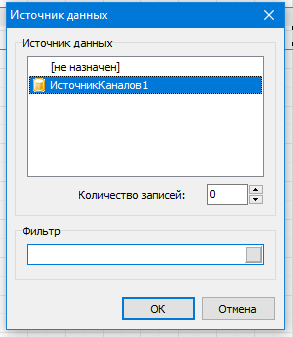 Источник данных
Источник данных
[не назначен]
ИсточникКаналов1
Количество записей: 0
Фильтр
OK Отмена